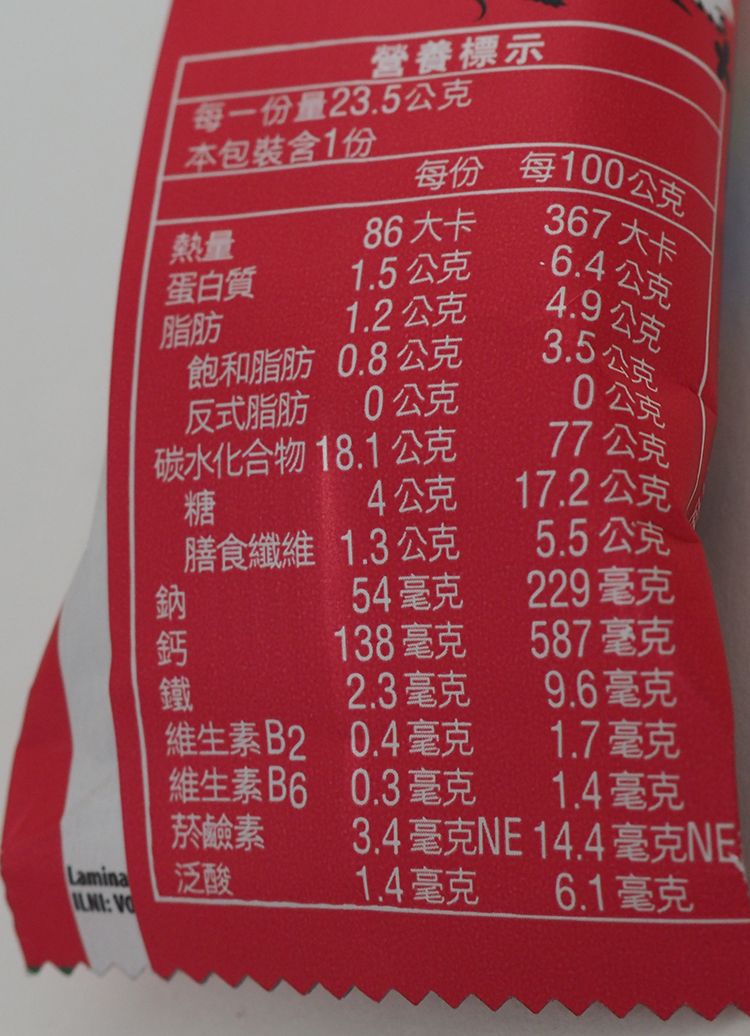 營養標示
每一份量23.5公克
本包裝含1份
每份 每100公克
熱量 86大卡 367大卡
蛋白質 1.5公克 6.4公克
脂肪 1.2公克 4.9公克
飽和脂肪 0.8公克 3.5公克
反式脂肪 0公克 0公克
碳水化合物 18.1公克 77公克
糖 4公克 17.2公克
膳食纖維 1.3公克 5.5公克
鈉 54毫克 229毫克
鈣 138毫克 587毫克
鐵 2.3毫克 9.6毫克
維生素B2 0.4毫克 1.7毫克
維生素B6 0.3毫克 1.4毫克
菸鹼素 3.4毫克NE 14.4毫克NE
泛酸 1.4毫克 6.1毫克
Lamina
ILNI: VO